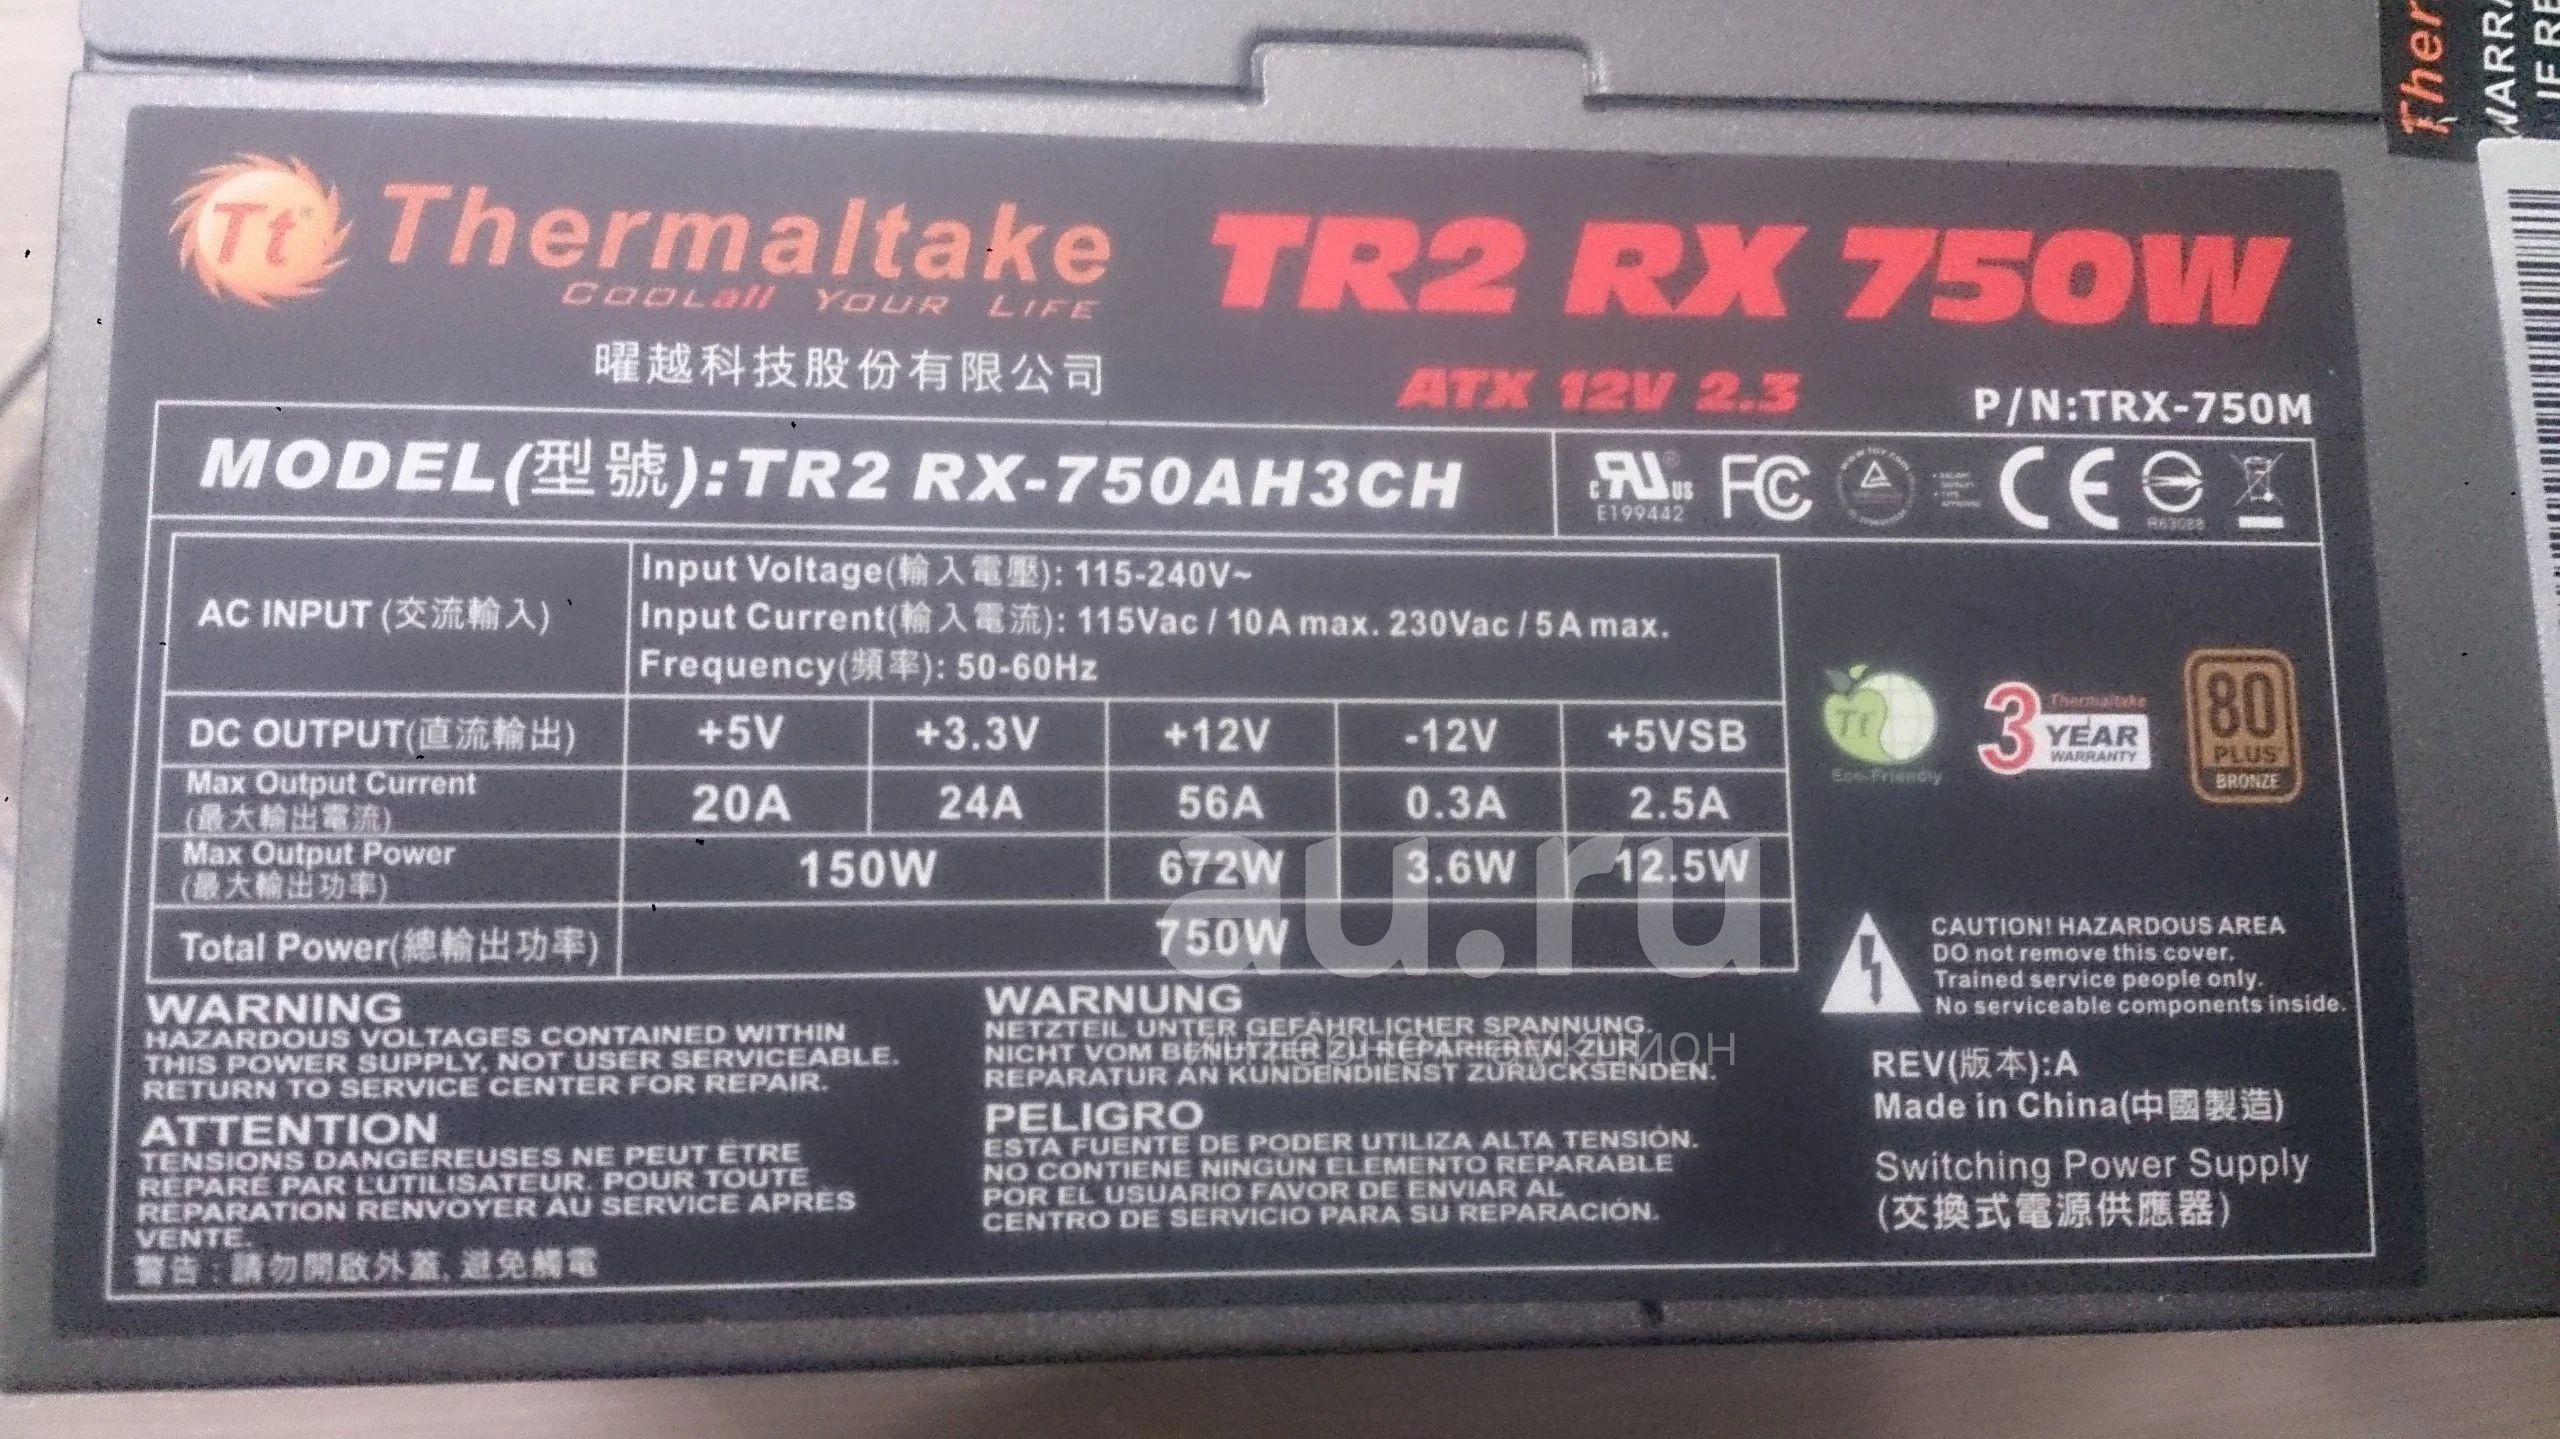 Tt Thermaltake
COOLall YOUR LIFE
曜越科技股份有限公司
TR2 RX 750W
ATX 12V 2.3
P/N:TRX-750M
MODEL(型號):TR2 RX-750AH3CH
E199442
AC INPUT (交流輸入)
Input Voltage(輸入電壓): 115-240V~
Input Current(輸入電流): 115Vac / 10A max. 230Vac / 5A max.
Frequency(頻率): 50-60Hz
DC OUTPUT(直流輸出) +5V +3.3V +12V -12V +5VSB
Max Output Current
(最大輸出電流)
20A 24A 56A 0.3A 2.5A
Max Output Power
(最大輸出功率)
150W 672W 3.6W 12.5W
Total Power(總輸出功率) 750W
Tt
Eco-Friendly
3 Thermaltake
YEAR
WARRANTY
80
PLUS
BRONZE
CAUTION! HAZARDOUS AREA
DO not remove this cover.
Trained service people only.
No serviceable components inside.
WARNING
HAZARDOUS VOLTAGES CONTAINED WITHIN
THIS POWER SUPPLY, NOT USER SERVICEABLE.
RETURN TO SERVICE CENTER FOR REPAIR.
ATTENTION
TENSIONS DANGEREUSES NE PEUT ÊTRE
RÉPARÉ PAR L'UTILISATEUR. POUR TOUTE
RÉPARATION RENVOYER AU SERVICE APRÈS
VENTE.
警告:請勿開啟外蓋,避免觸電
WARNUNG
NETZTEIL UNTER GEFÄHRLICHER SPANNUNG.
NICHT VOM BENUTZER ZU REPARIEREN ZUR
REPARATUR AN KUNDENDIENST ZURÜCKSENDEN.
PELIGRO
ESTA FUENTE DE PODER UTILIZA ALTA TENSIÓN.
NO CONTIENE NINGÚN ELEMENTO REPARABLE
POR EL USUARIO FAVOR DE ENVIAR AL
CENTRO DE SERVICIO PARA SU REPARACIÓN.
REV(版本):A
Made in China(中國製造)
Switching Power Supply
(交換式電源供應器)
au.ru